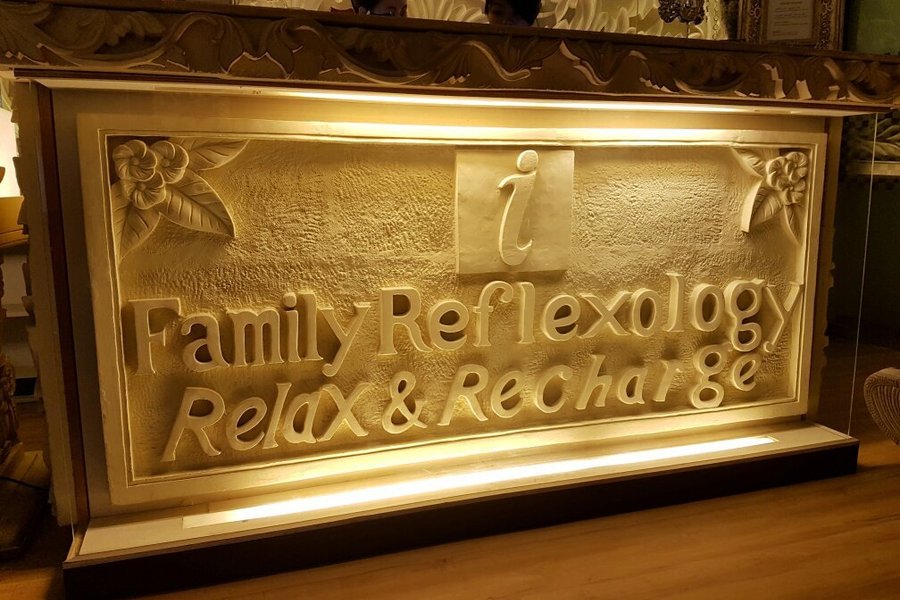 i
Family Reflexology
Relax & Recharge